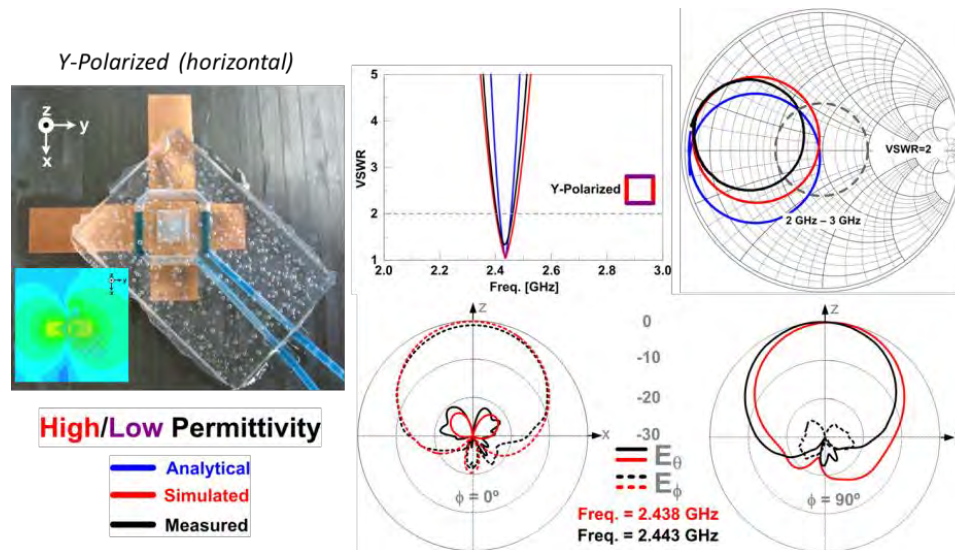 Y-Polarized (horizontal)
z
y
x
High/Low Permittivity
Analytical
Simulated
Measured
5
4
3
2
1
VSWR
Y-Polarized
2.0 2.2 2.4 2.6 2.8 3.0
Freq. [GHz]
VSWR=2
2 GHz – 3 GHz
z
x
ϕ = 0°
0
-10
-20
-30
Eθ
Eϕ
Freq. = 2.438 GHz
Freq. = 2.443 GHz
z
ϕ = 90°